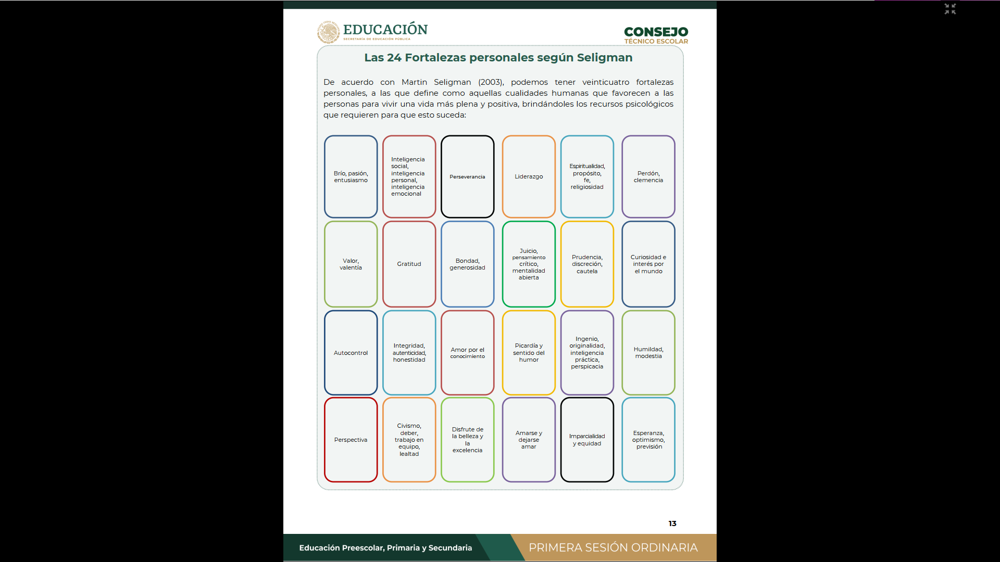 EDUCACIÓN
SECRETARÍA DE EDUCACIÓN PÚBLICA
CONSEJO
TÉCNICO ESCOLAR
Las 24 Fortalezas personales según Seligman
De acuerdo con Martin Seligman (2003), podemos tener veinticuatro fortalezas
personales, a las que define como aquellas cualidades humanas que favorecen a las
personas para vivir una vida más plena y positiva, brindándoles los recursos psicológicos
que requieren para que esto suceda:
Brío, pasión,
entusiasmo
Inteligencia
social,
inteligencia
personal,
inteligencia
emocional
Perseverancia
Liderazgo
Espiritualidad,
propósito,
fe,
religiosidad
Perdón,
clemencia
Valor,
valentía
Gratitud
Bondad,
generosidad
Juicio,
pensamiento
crítico,
mentalidad
abierta
Prudencia,
discreción,
cautela
Curiosidad e
interés por
el mundo
Autocontrol
Integridad,
autenticidad,
honestidad
Amor por el
conocimiento
Picardía y
sentido del
humor
Ingenio,
originalidad,
inteligencia
práctica,
perspicacia
Humildad,
modestia
Perspectiva
Civismo,
deber,
trabajo en
equipo,
lealtad
Disfrute de
la belleza y
la
excelencia
Amarse y
dejarse
amar
Imparcialidad
y equidad
Esperanza,
optimismo,
previsión
13
Educación Preescolar, Primaria y Secundaria
PRIMERA SESIÓN ORDINARIA